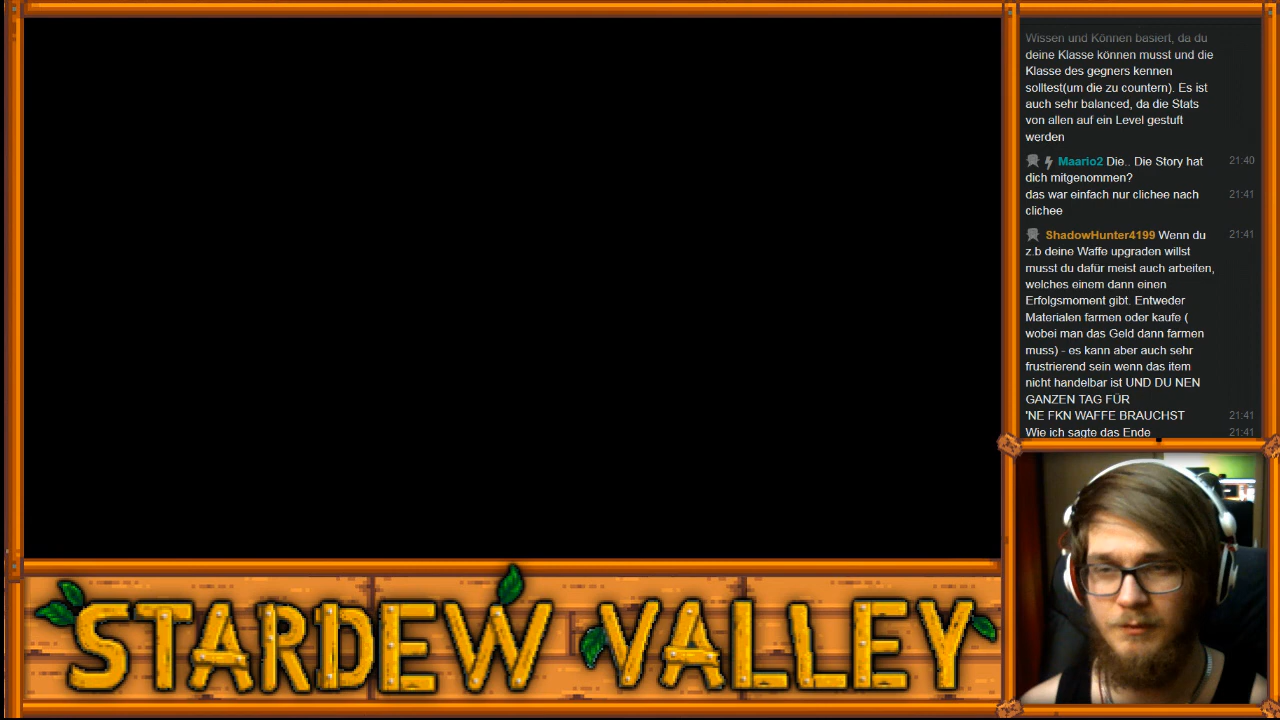 Wissen und Können basiert, da du
deine Klasse können musst und die
Klasse des gegners kennen
solltest(um die zu countern). Es ist
auch sehr balanced, da die Stats
von allen auf ein Level gestuft
werden
Maario2 Die.. Die Story hat 21:40
dich mitgenommen?
das war einfach nur clichee nach 21:41
clichee
ShadowHunter4199 Wenn du 21:41
z.b deine Waffe upgraden willst
musst du dafür meist auch arbeiten,
welches einem dann einen
Erfolgsmoment gibt. Entweder
Materialen farmen oder kaufe (
wobei man das Geld dann farmen
muss) - es kann aber auch sehr
frustrierend sein wenn das item
nicht handelbar ist UND DU NEN
GANZEN TAG FÜR
'NE FKN WAFFE BRAUCHST 21:41
Wie ich sagte das Ende 21:41
STARDEW VALLEY